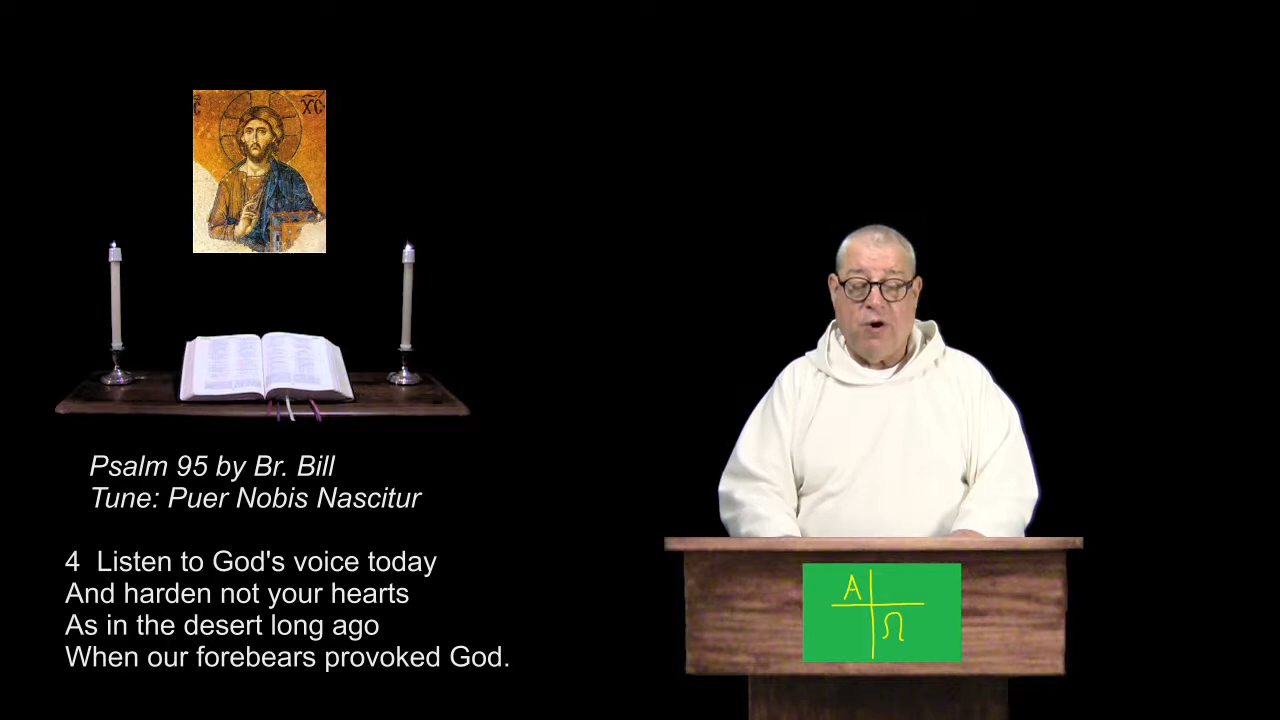 C
XC
Psalm 95 by Br. Bill
Tune: Puer Nobis Nascitur
4 Listen to God's voice today
And harden not your hearts
As in the desert long ago
When our forebears provoked God.
A
Ω